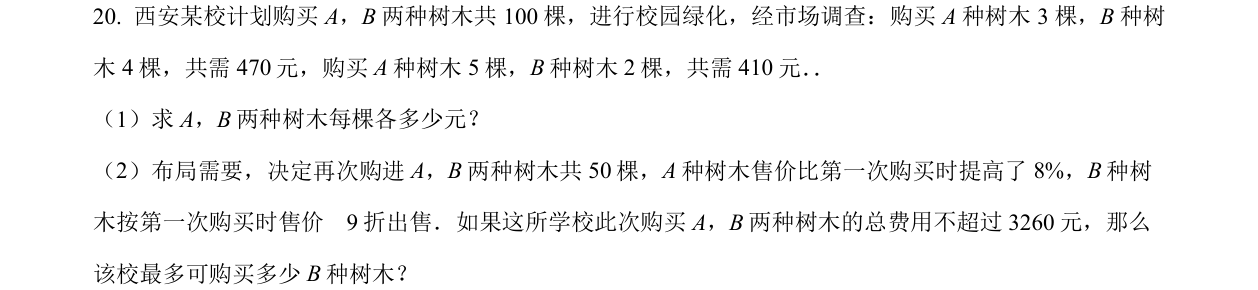 20. 西安某校计划购买 A，B 两种树木共 100 棵，进行校园绿化，经市场调查：购买 A 种树木 3 棵，B 种树
木 4 棵，共需 470 元，购买 A 种树木 5 棵，B 种树木 2 棵，共需 410 元．．
（1）求 A，B 两种树木每棵各多少元？
（2）布局需要，决定再次购进 A，B 两种树木共 50 棵，A 种树木售价比第一次购买时提高了 8%，B 种树
木按第一次购买时售价 9 折出售．如果这所学校此次购买 A，B 两种树木的总费用不超过 3260 元，那么
该校最多可购买多少 B 种树木？